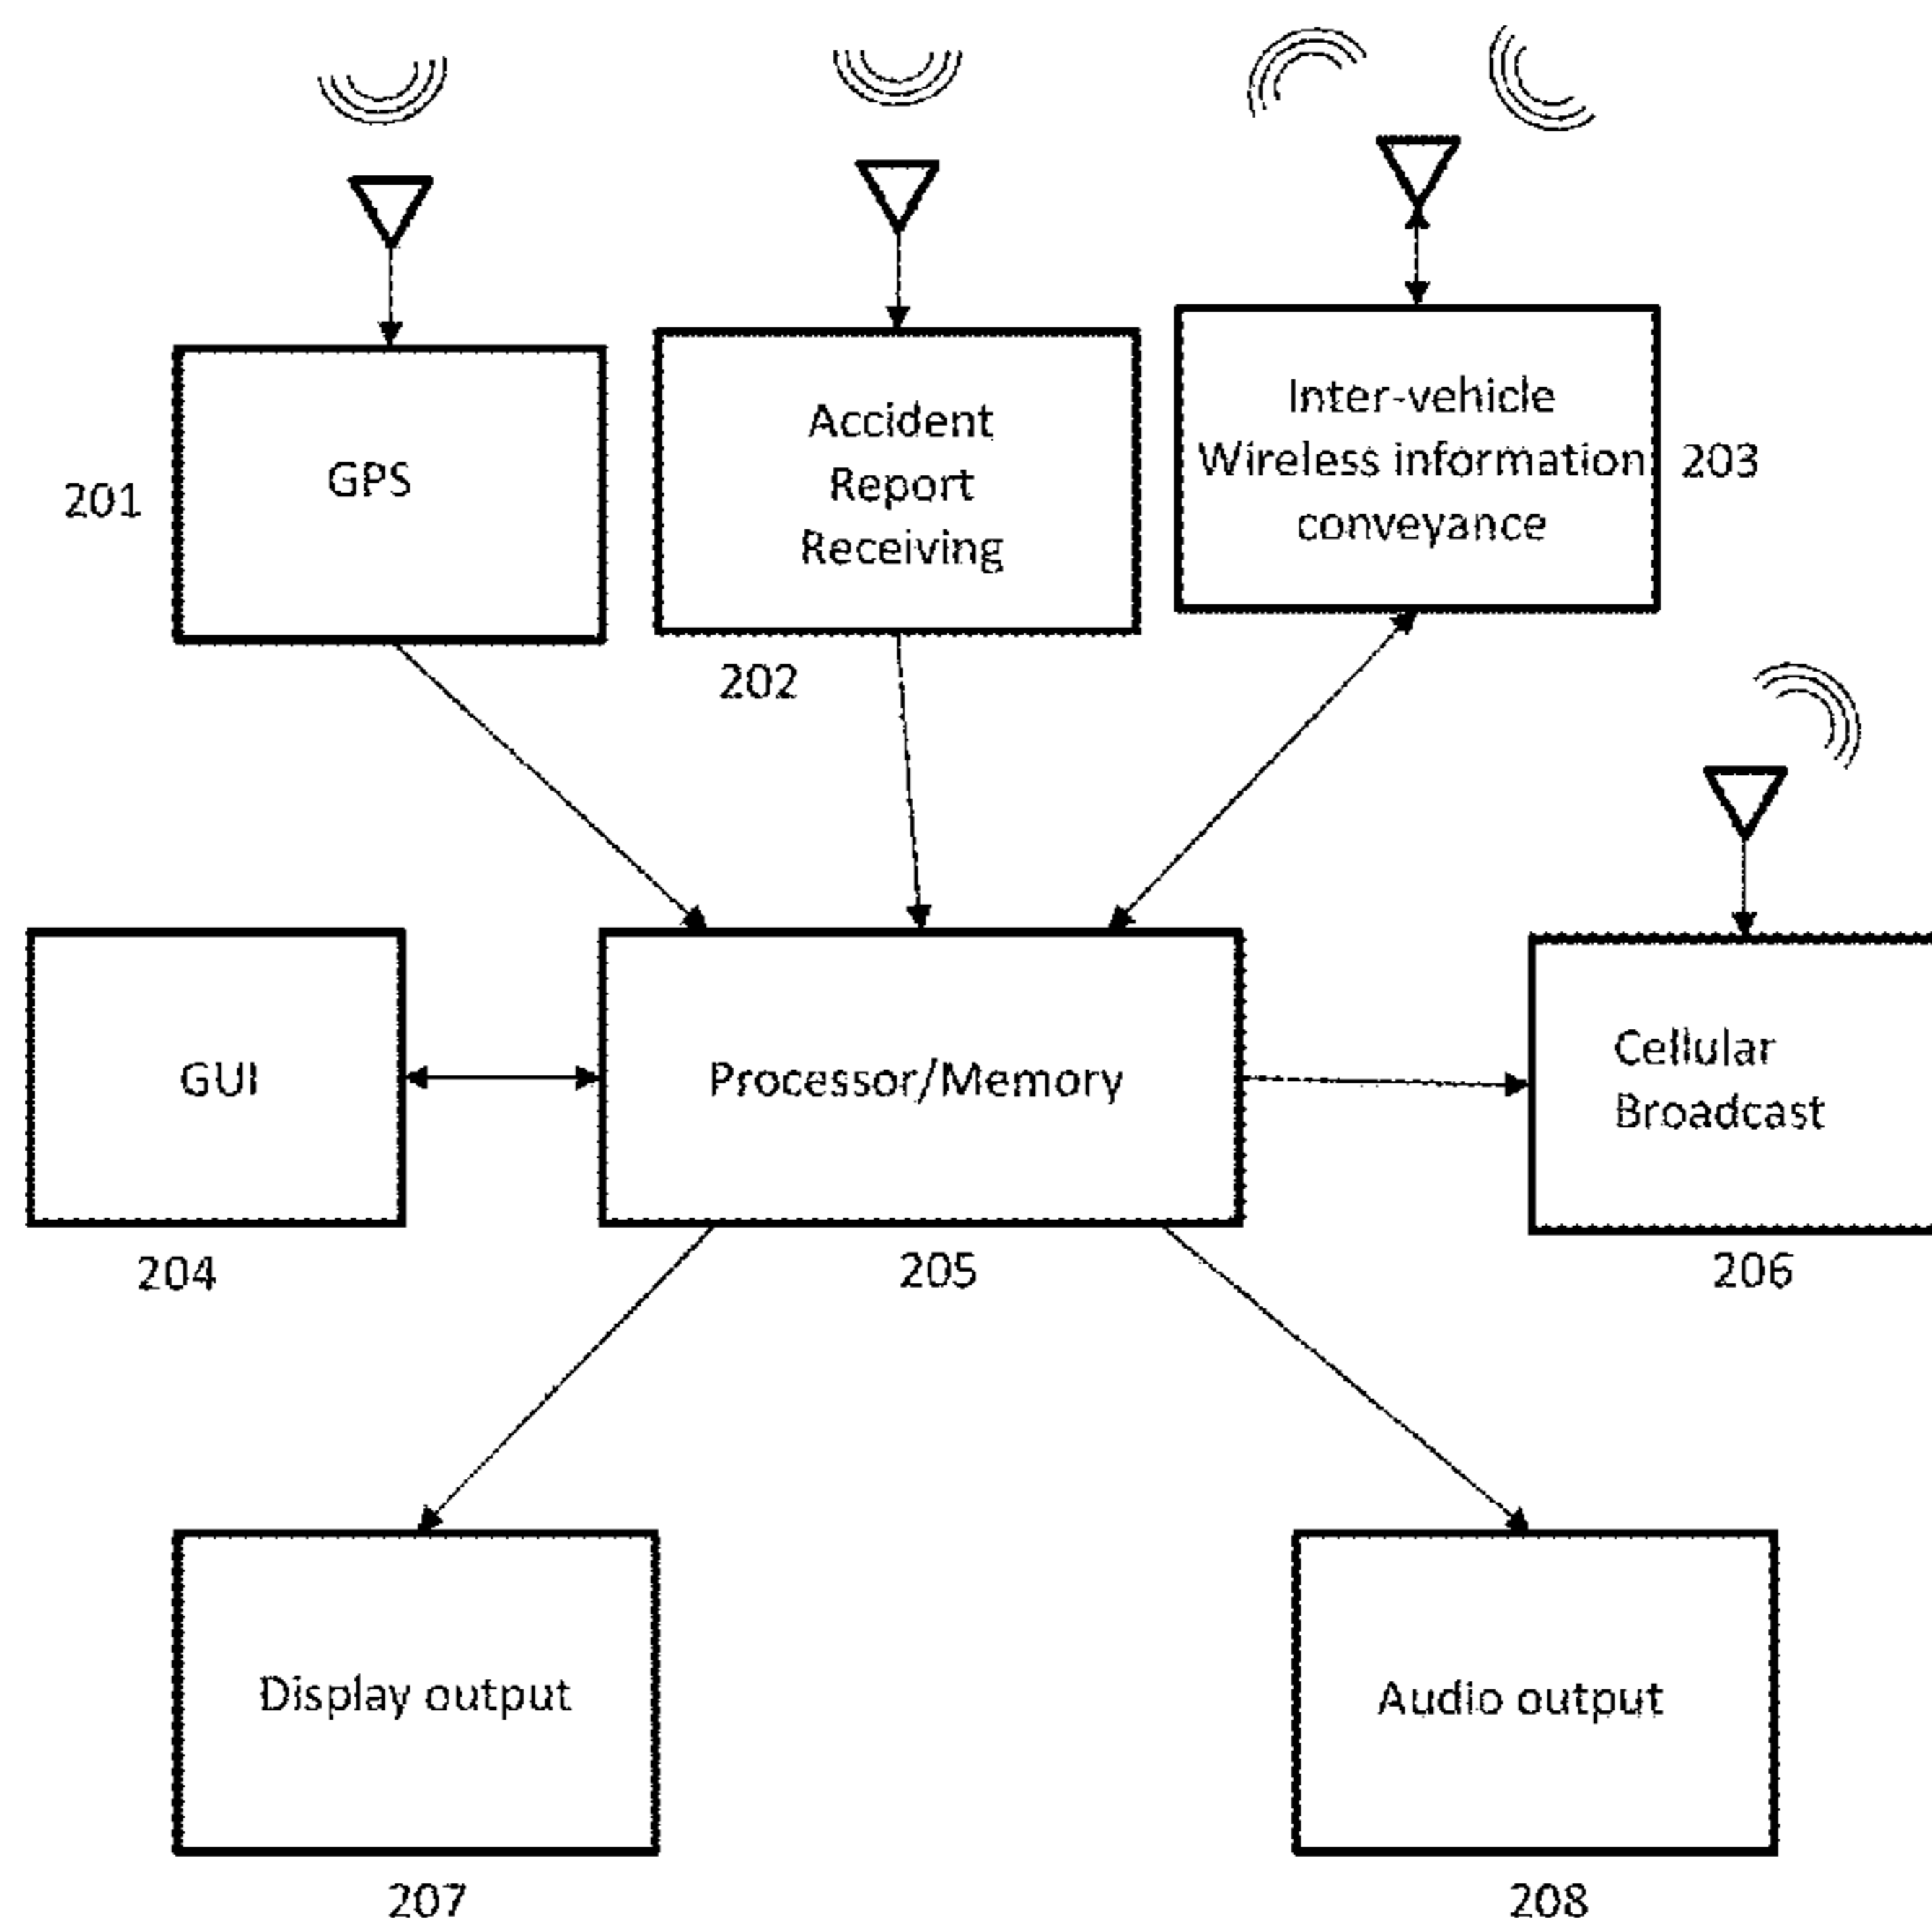 201
GPS
Accident
Report
Receiving
202
Inter-vehicle
Wireless information
conveyance
203
GUI
204
Processor/Memory
205
Cellular
Broadcast
206
Display output
207
Audio output
208